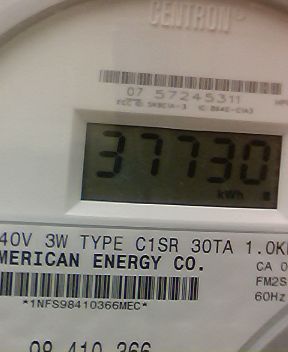 CENTRON
07 57245311
37730
kWh
40V 3W TYPE C1SR 30TA 1.0K
MERICAN ENERGY CO.
CA 0
FM2S
60Hz
*1NFS98410366MEC*
98 410 366